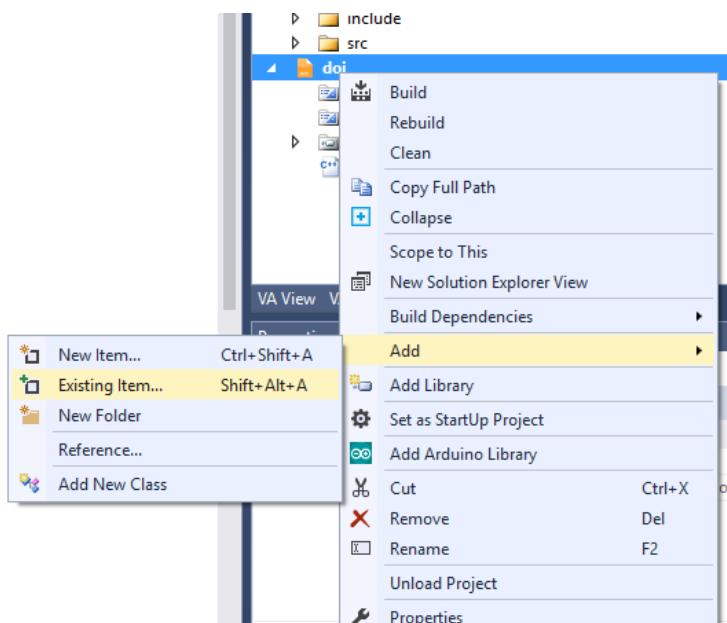 include
src
doi
Build
Rebuild
Clean
Copy Full Path
Collapse
Scope to This
New Solution Explorer View
VA View
Build Dependencies
Add
New Item... Ctrl+Shift+A
Existing Item... Shift+Alt+A
New Folder
Reference...
Add New Class
Add Library
Set as StartUp Project
Add Arduino Library
Cut Ctrl+X
Remove Del
Rename F2
Unload Project
Properties